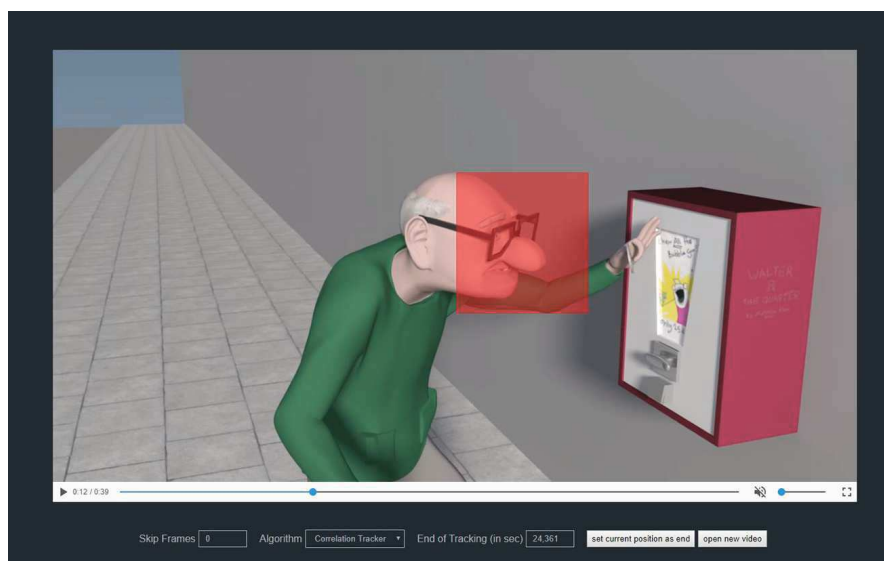 WALTER
&
0:12 / 0:39
Skip Frames 0 Algorithm Correlation Tracker End of Tracking (in sec) 24,361 set current position as end open new video